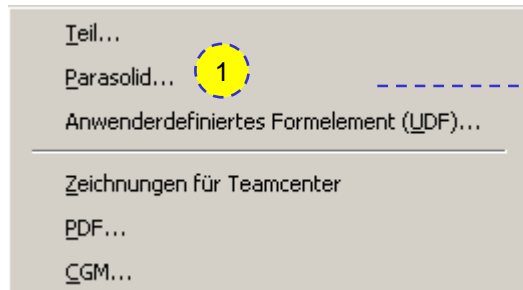 Teil...
Parasolid... 1
Anwenderdefiniertes Formelement (UDF)...
Zeichnungen für Teamcenter
PDF...
CGM...